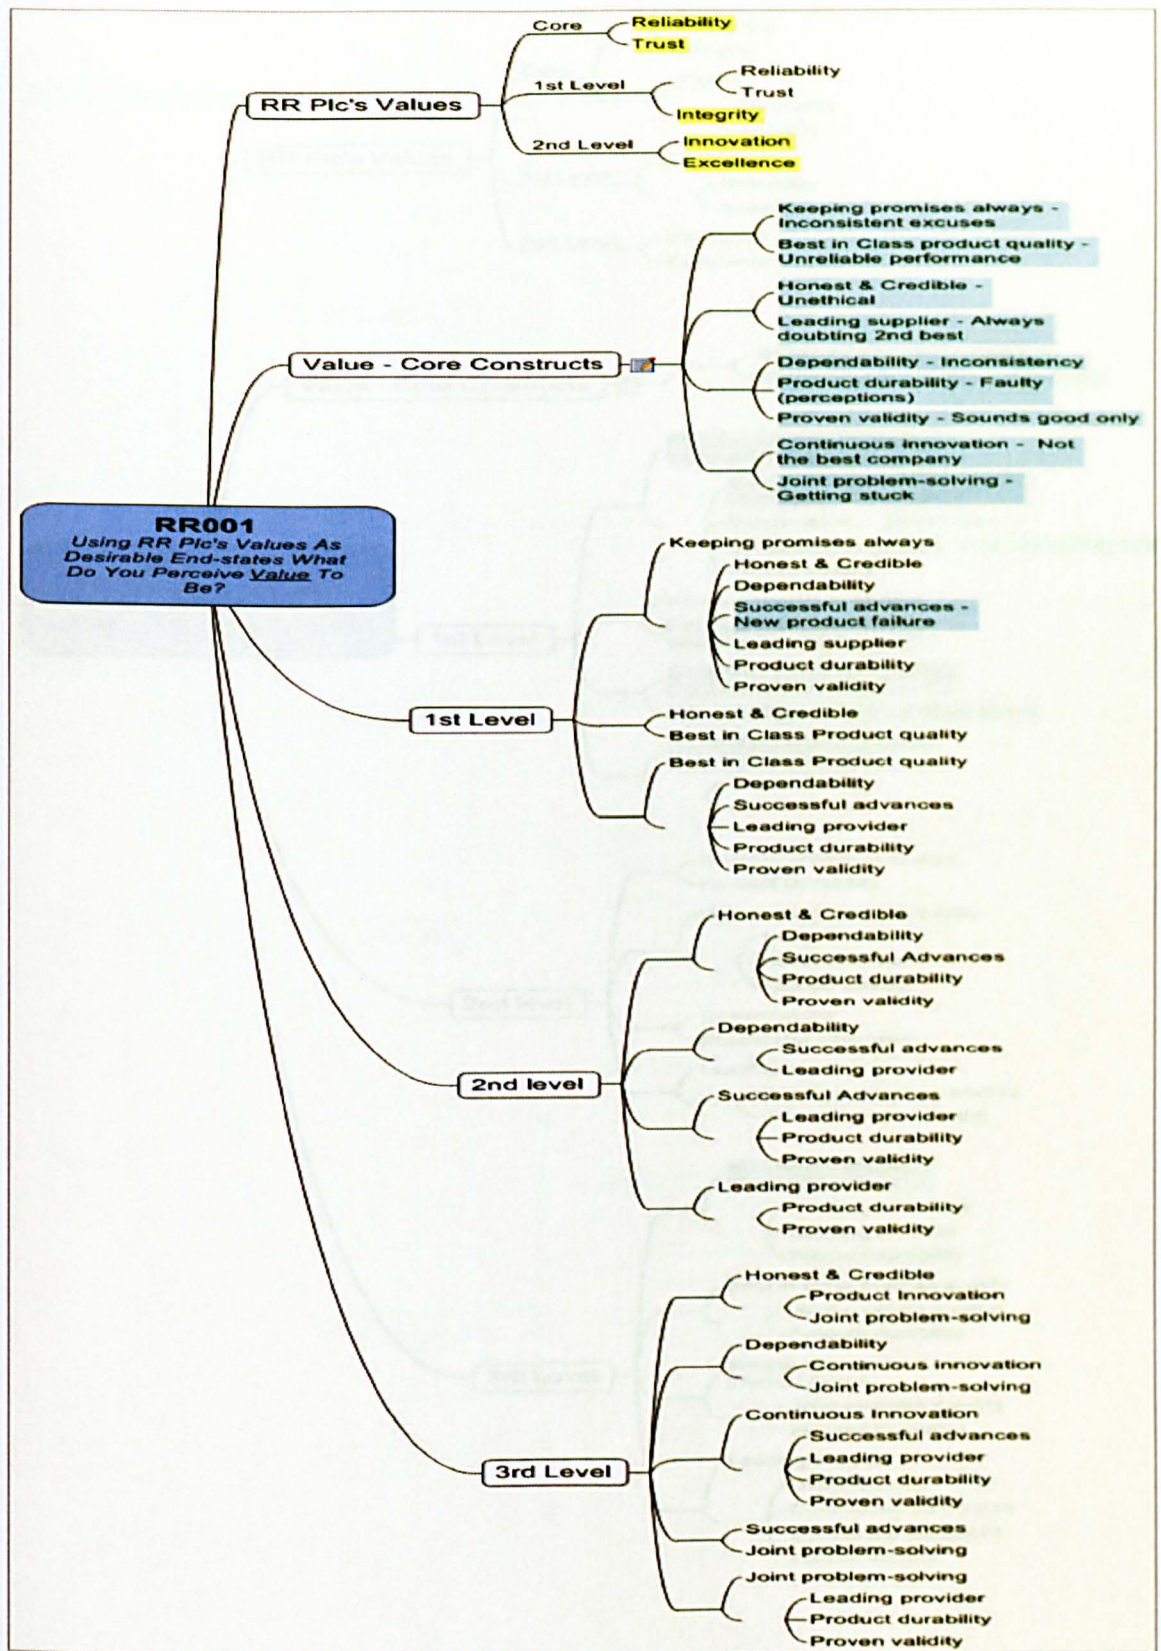 Core
Reliability
Trust
RR Plc's Values
1st Level
Reliability
Trust
Integrity
2nd Level
Innovation
Excellence
Value - Core Constructs
Keeping promises always -
Inconsistent excuses
Best in Class product quality -
Unreliable performance
Honest & Credible -
Unethical
Leading supplier - Always
doubting 2nd best
Dependability - Inconsistency
Product durability - Faulty
(perceptions)
Proven validity - Sounds good only
Continuous innovation - Not
the best company
Joint problem-solving -
Getting stuck
RR001
Using RR Plc's Values As
Desirable End-states What
Do You Perceive Value To
Be?
1st Level
Keeping promises always
Honest & Credible
Dependability
Successful advances -
New product failure
Leading supplier
Product durability
Proven validity
Honest & Credible
Best in Class Product quality
Best in Class Product quality
Dependability
Successful advances
Leading provider
Product durability
Proven validity
2nd level
Honest & Credible
Dependability
Successful Advances
Product durability
Proven validity
Dependability
Successful advances
Leading provider
Successful Advances
Leading provider
Product durability
Proven validity
Leading provider
Product durability
Proven validity
3rd Level
Honest & Credible
Product Innovation
Joint problem-solving
Dependability
Continuous innovation
Joint problem-solving
Continuous Innovation
Successful advances
Leading provider
Product durability
Proven validity
Successful advances
Joint problem-solving
Joint problem-solving
Leading provider
Product durability
Proven validity